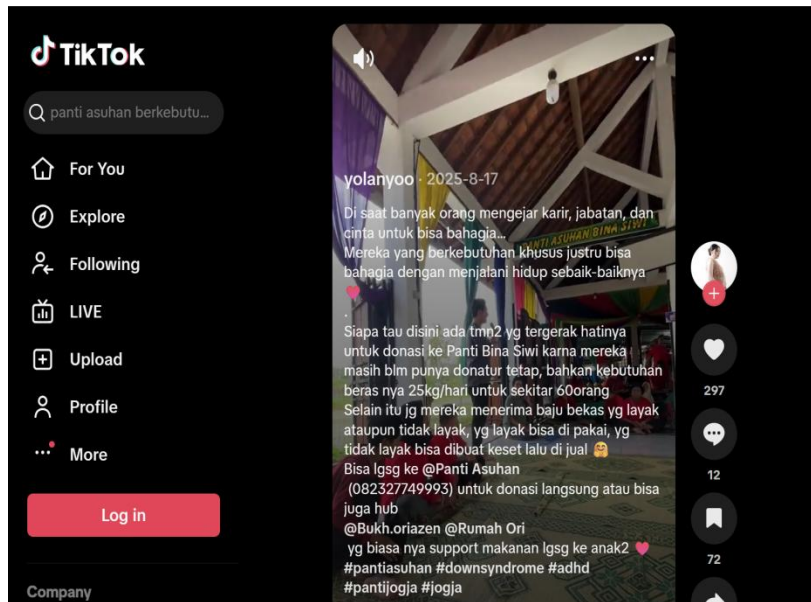 TikTok
panti asuhan berkebutu...
For You
Explore
Following
LIVE
Upload
Profile
More
Log in
Company
PANTI ASUHAN BINA SIWI
yolanyoo · 2025-8-17
Di saat banyak orang mengejar karir, jabatan, dan
cinta untuk bisa bahagia...
Mereka yang berkebutuhan khusus justru bisa
bahagia dengan menjalani hidup sebaik-baiknya
❤️
.
Siapa tau disini ada tmn2 yg tergerak hatinya
untuk donasi ke Panti Bina Siwi karna mereka
masih blm punya donatur tetap, bahkan kebutuhan
beras nya 25kg/hari untuk sekitar 60orang
Selain itu jg mereka menerima baju bekas yg layak
ataupun tidak layak, yg layak bisa di pakai, yg
tidak layak bisa dibuat keset lalu di jual 🤗
Bisa lgsg ke @Panti Asuhan
(082327749993) untuk donasi langsung atau bisa
juga hub
@Bukh.oriazen @Rumah Ori
yg biasa nya support makanan lgsg ke anak2 ❤️
#pantiasuhan #downsyndrome #adhd
#pantijogja #jogja
297
12
72